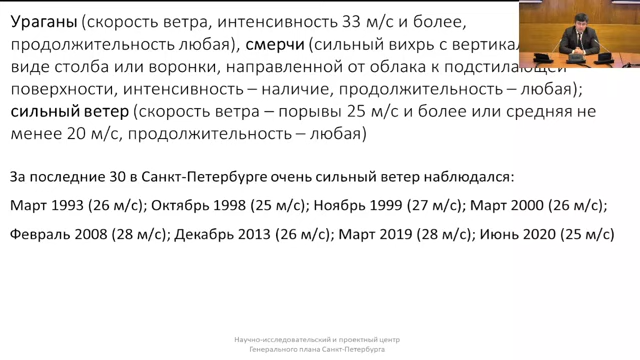 Ураганы (скорость ветра, интенсивность 33 м/с и более,
продолжительность любая), смерчи (сильный вихрь с
виде столба или воронки, направленной от облака к подстилающей
поверхности, интенсивность – наличие, продолжительность – любая);
сильный ветер (скорость ветра – порывы 25 м/с и более или средняя не
менее 20 м/с, продолжительность – любая)
За последние 30 в Санкт-Петербурге очень сильный ветер наблюдался:
Март 1993 (26 м/с); Октябрь 1998 (25 м/с); Ноябрь 1999 (27 м/с); Март 2000 (26 м/с);
Февраль 2008 (28 м/с); Декабрь 2013 (26 м/с); Март 2019 (28 м/с); Июнь 2020 (25 м/с)
Научно-исследовательский и проектный центр
Генерального плана Санкт-Петербурга